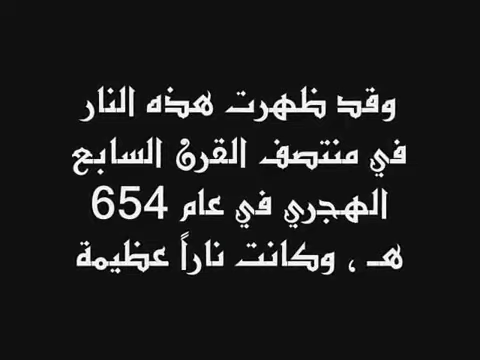 وقد ظهرت هذه النار
في منتصف القرن السابع
الهجري في عام 654
هـ ، وكانت ناراً عظيمة